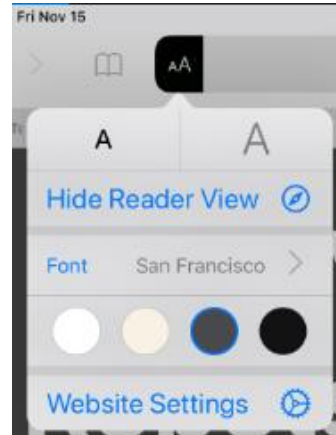 Fri Nov 15
AA
A A
Hide Reader View
Font San Francisco
Website Settings